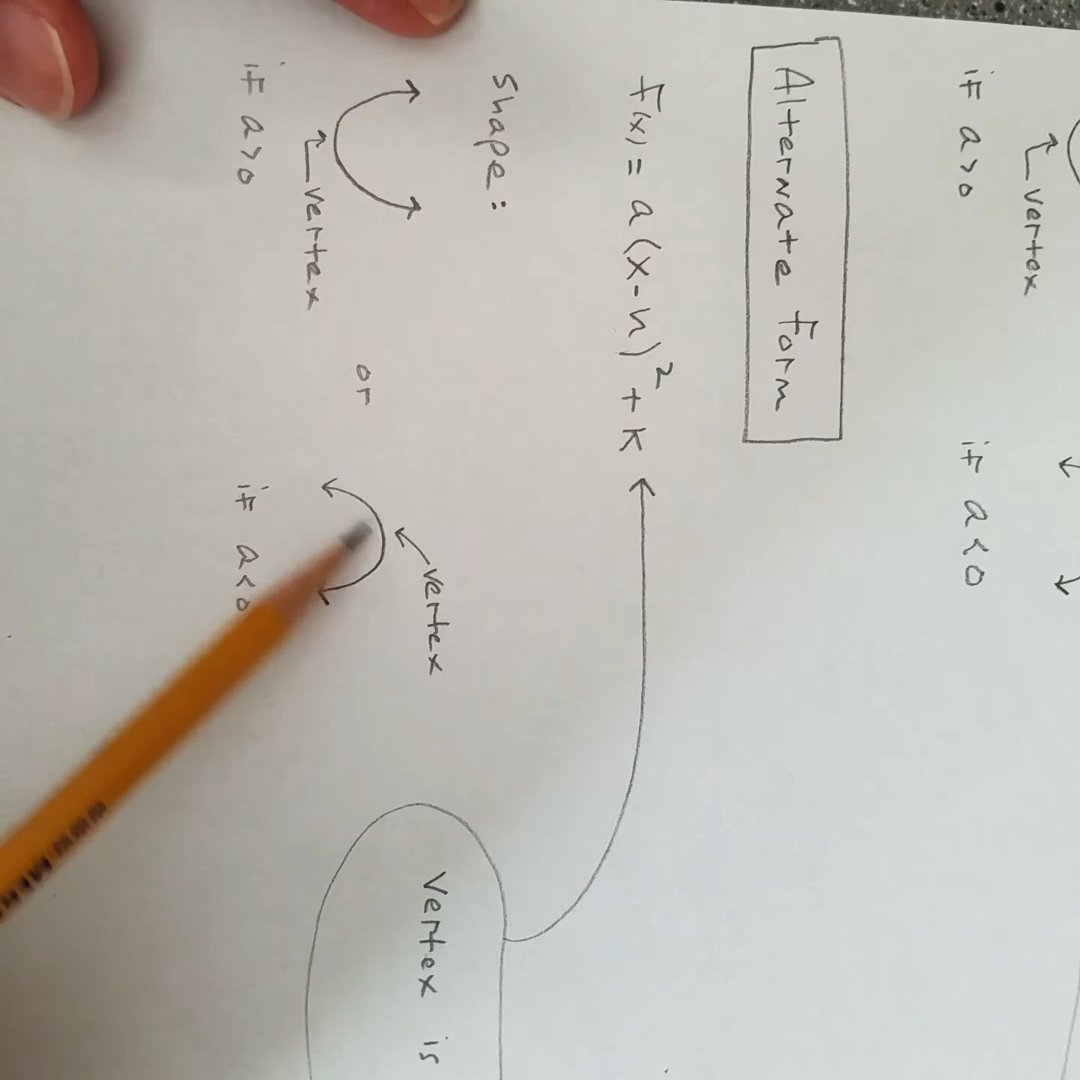 vertex
if a>0 if a<0
Alternate Form
f(x) = a(x-h)² + k
Shape:
vertex
vertex is
or
vertex
if a>0 if a<0